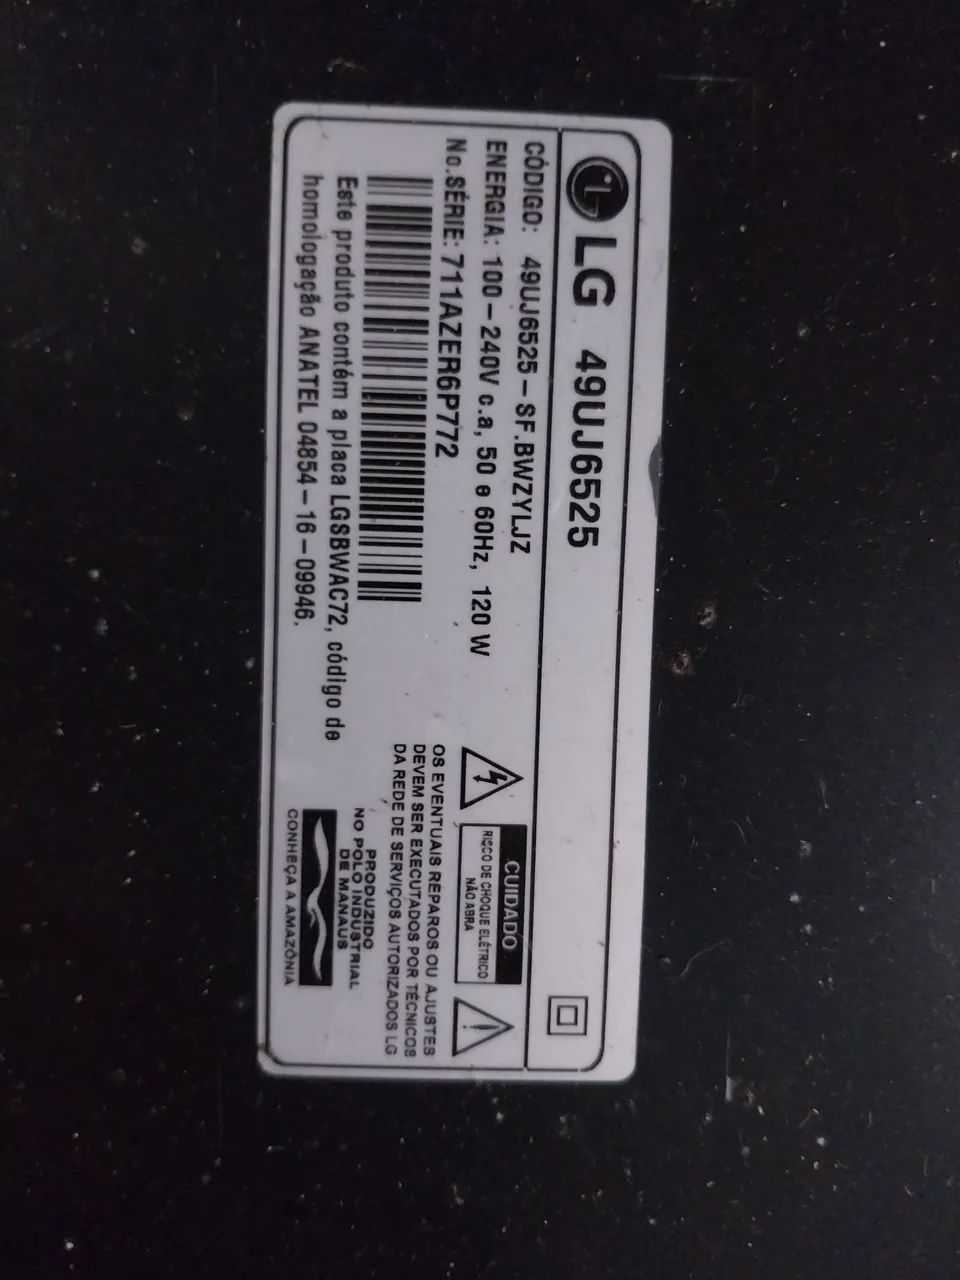 LG 49UJ6525
CÓDIGO: 49UJ6525-SF.BWZYLJZ
ENERGIA: 100-240V c.a, 50 e 60Hz, 120 W
No.SÉRIE: 711AZER6P772
Este produto contém a placa LGSBWAC72, código de
homologação ANATEL 04854-16-09946.
CUIDADO
RISCO DE CHOQUE ELÉTRICO
NÃO ABRA
OS EVENTUAIS REPAROS OU AJUSTES
DEVEM SER EXECUTADOS POR TÉCNICOS
DA REDE DE SERVIÇOS AUTORIZADOS LG
PRODUZIDO
NO POLO INDUSTRIAL
DE MANAUS
CONHEÇA A AMAZÔNIA